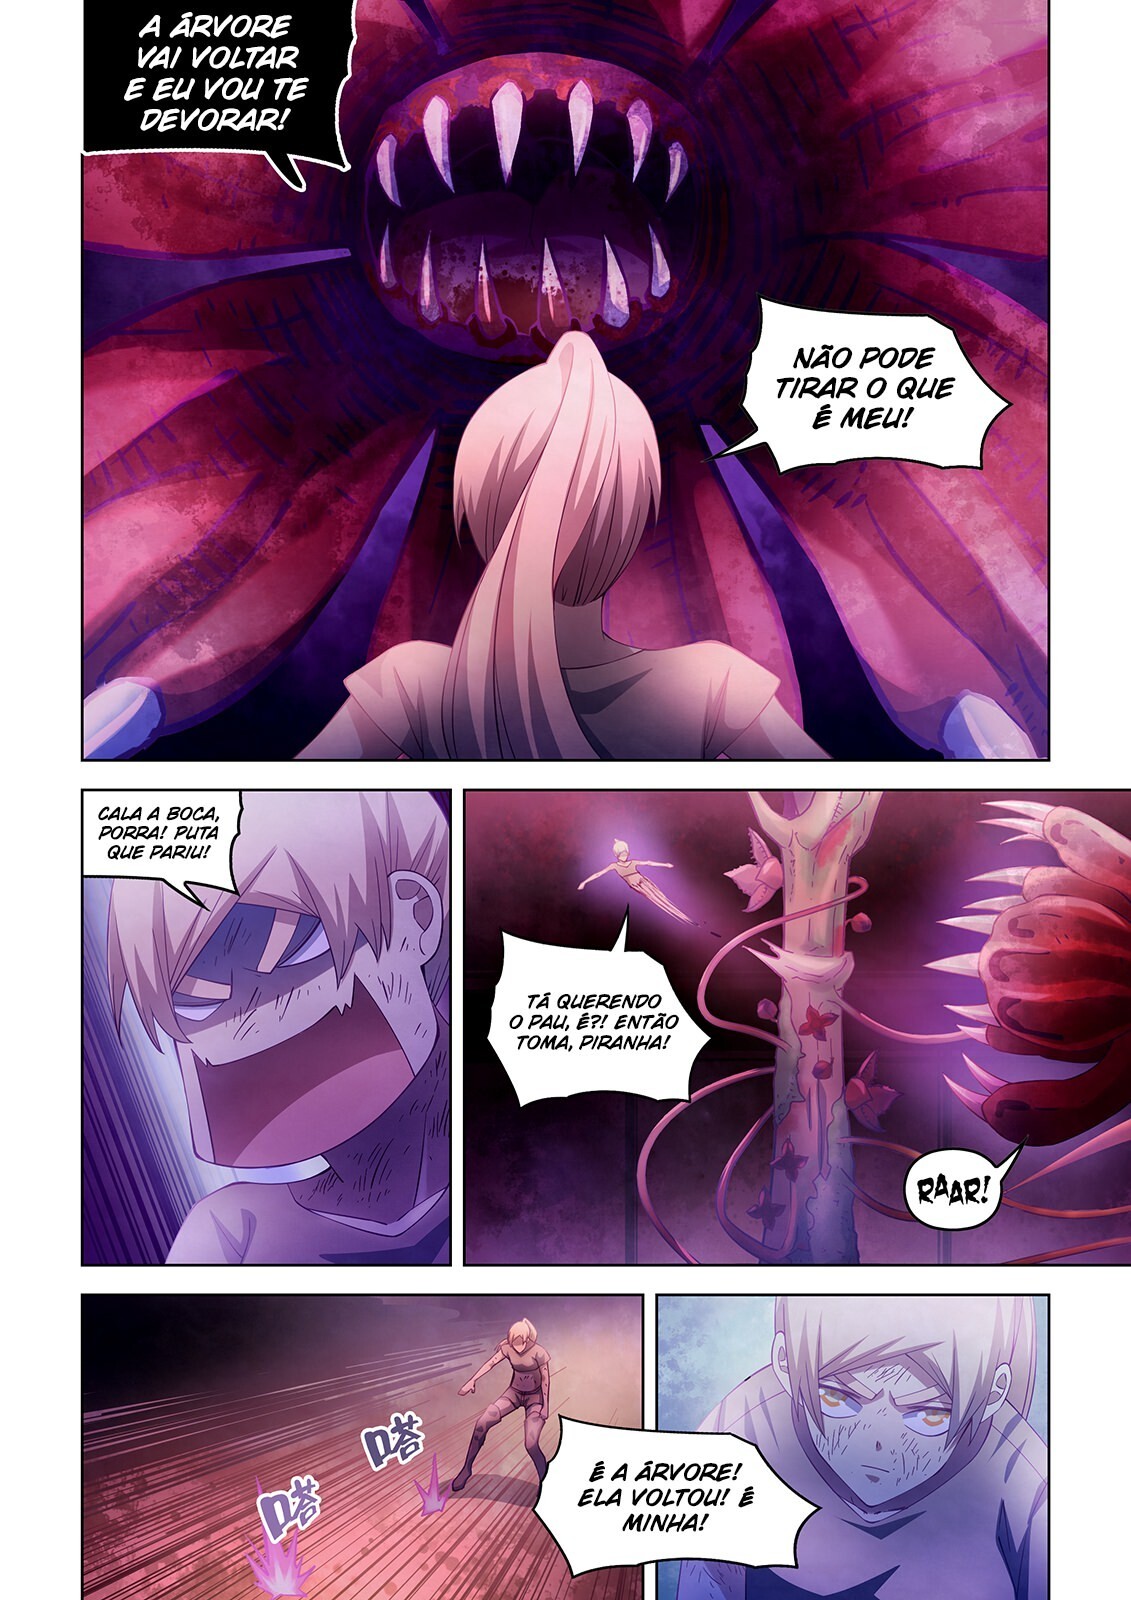 A ÁRVORE
VAI VOLTAR
E EU VOU TE
DEVORAR!
NÃO PODE
TIRAR O QUE
É MEU!
CALA A BOCA,
PORRA! PUTA
QUE PARIU!
TÁ QUERENDO
O PAU, É?! ENTÃO
TOMA, PIRANHA!
RAAR!
嗒
嗒
É A ÁRVORE!
ELA VOLTOU! É
MINHA!